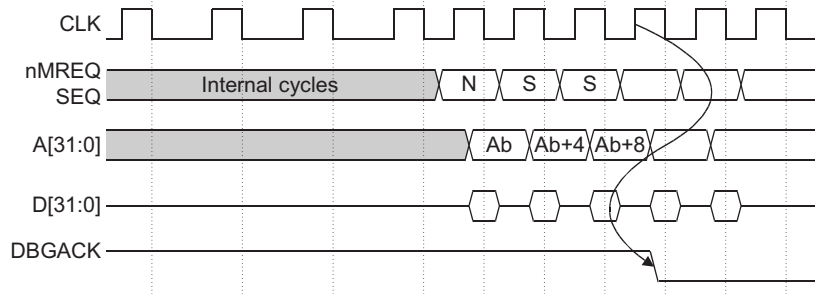 CLK
nMREQ
SEQ
Internal cycles
N
S
S
A[31:0]
Ab
Ab+4
Ab+8
D[31:0]
DBGACK